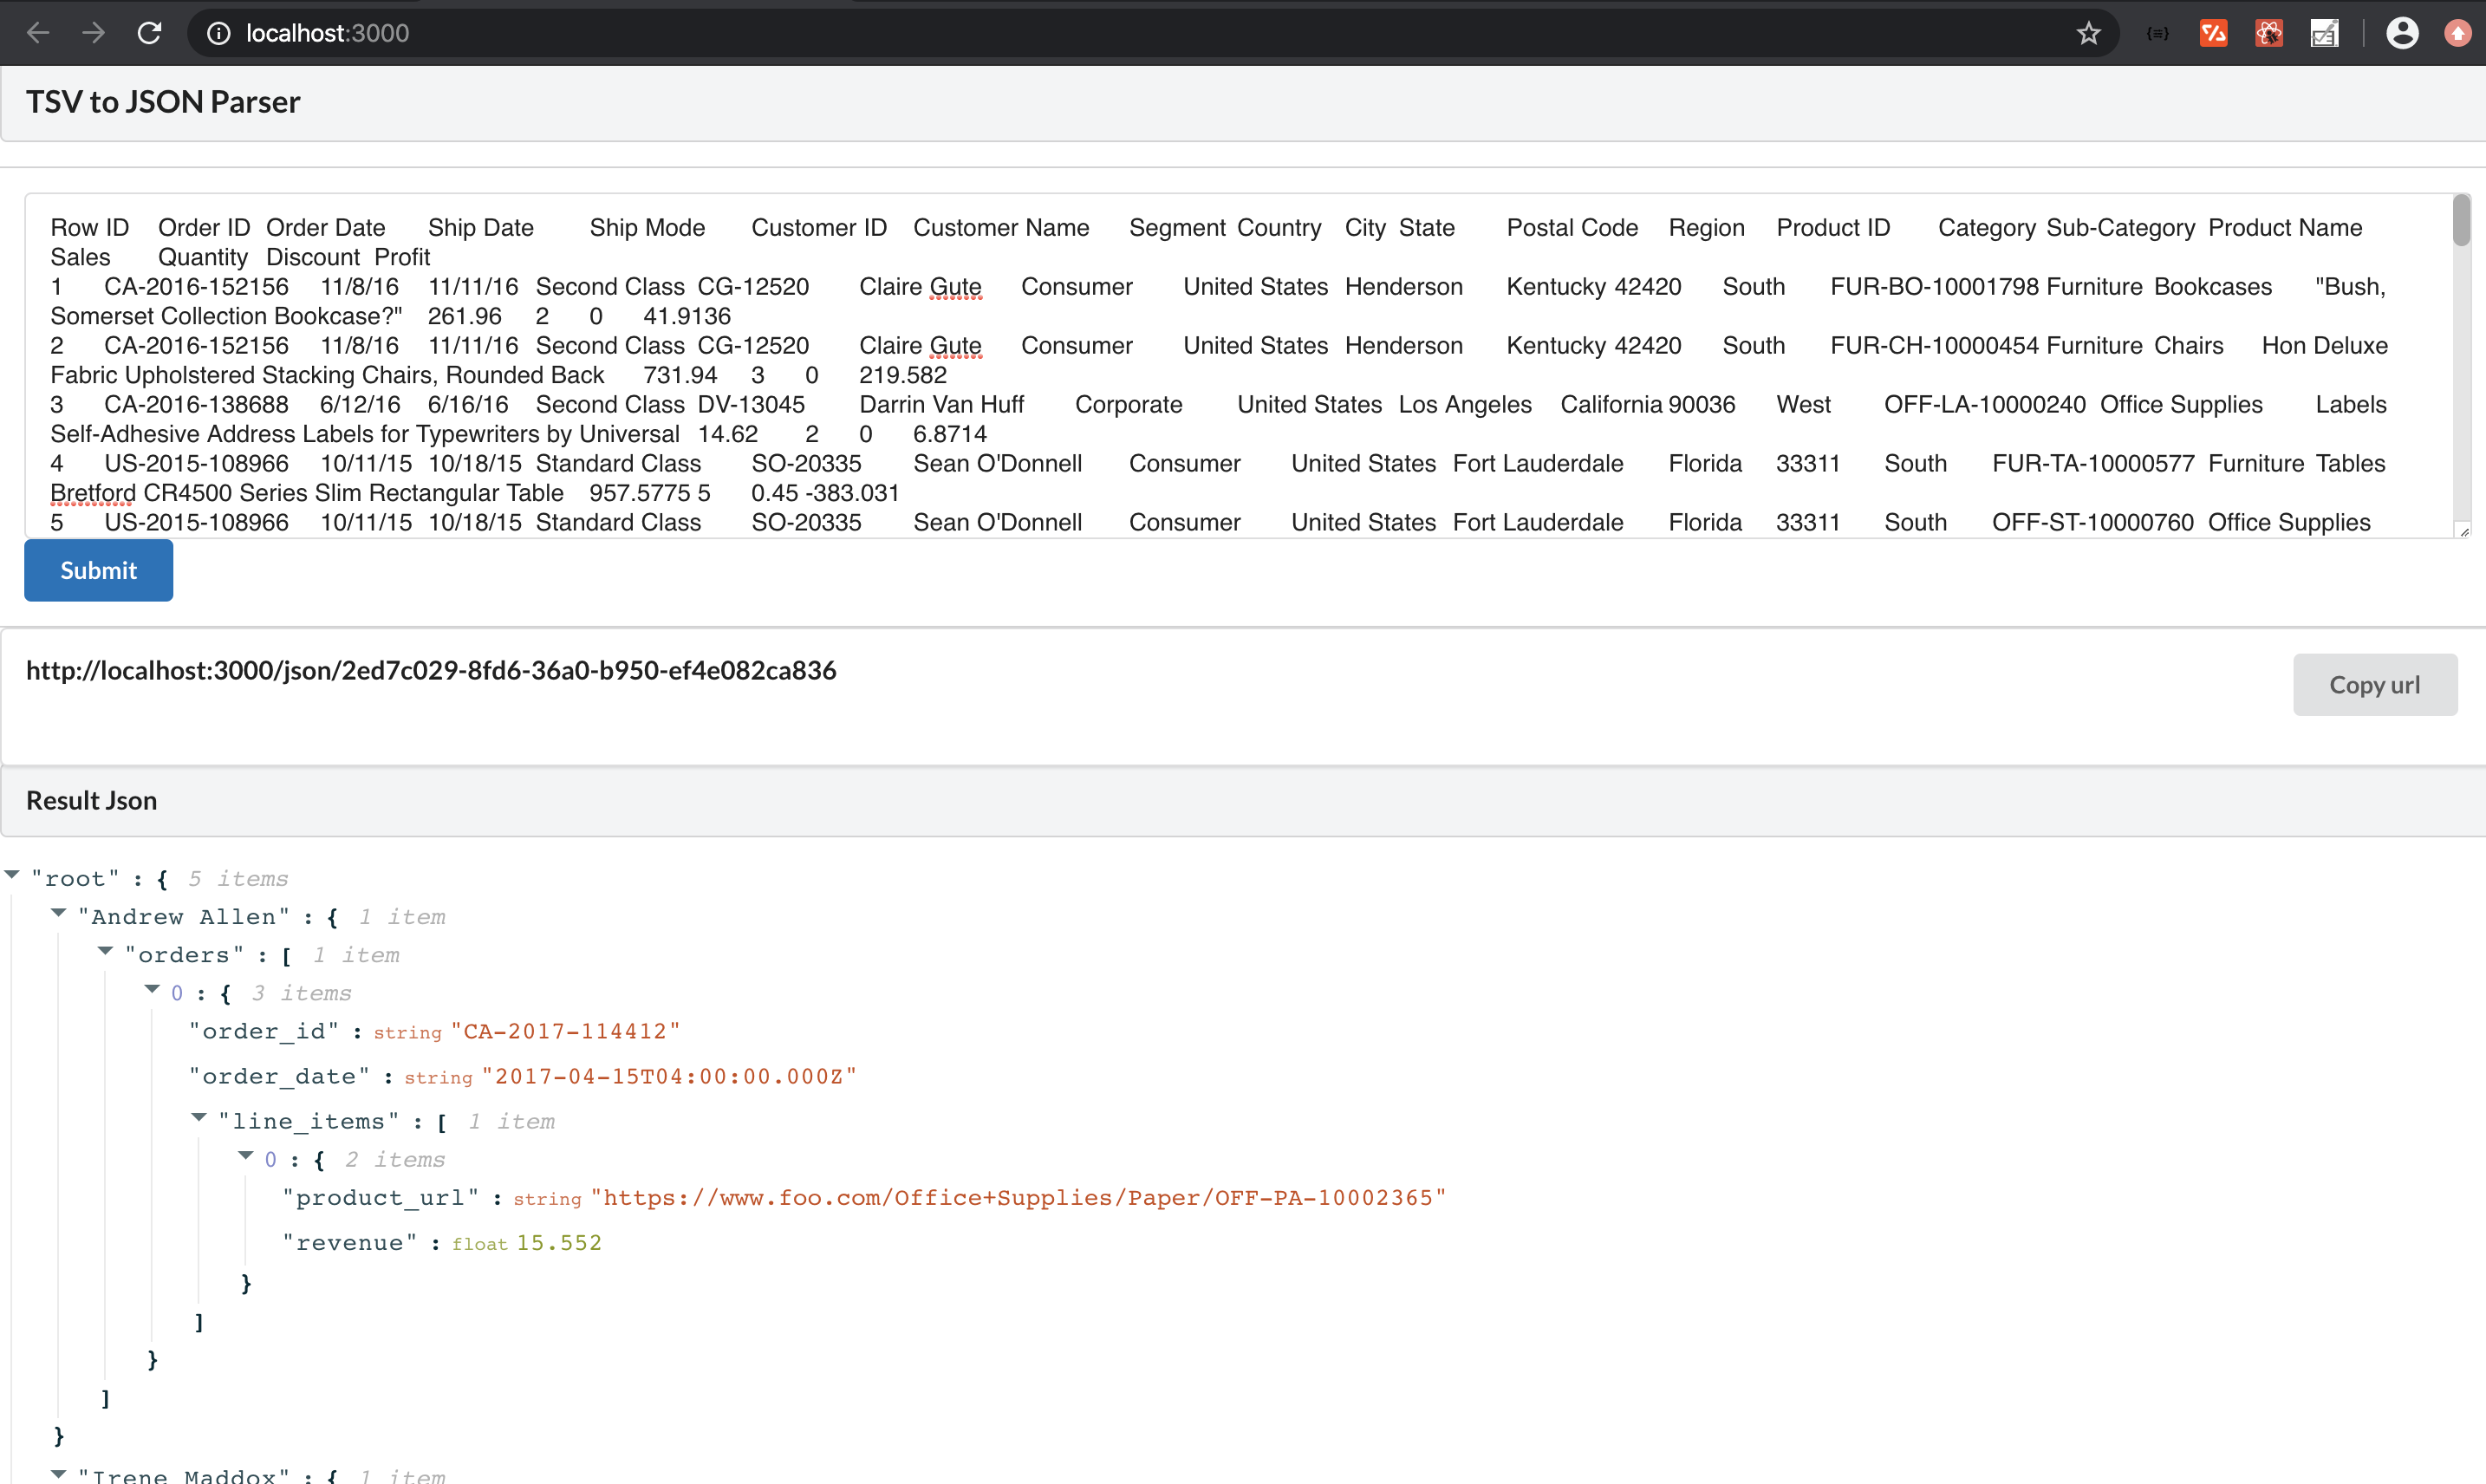 localhost:3000
TSV to JSON Parser
Row ID Order ID Order Date Ship Date Ship Mode Customer ID Customer Name Segment Country City State Postal Code Region Product ID Category Sub-Category Product Name
Sales Quantity Discount Profit
1 CA-2016-152156 11/8/16 11/11/16 Second Class CG-12520 Claire Gute Consumer United States Henderson Kentucky 42420 South FUR-BO-10001798 Furniture Bookcases "Bush,
Somerset Collection Bookcase?" 261.96 2 0 41.9136
2 CA-2016-152156 11/8/16 11/11/16 Second Class CG-12520 Claire Gute Consumer United States Henderson Kentucky 42420 South FUR-CH-10000454 Furniture Chairs Hon Deluxe
Fabric Upholstered Stacking Chairs, Rounded Back 731.94 3 0 219.582
3 CA-2016-138688 6/12/16 6/16/16 Second Class DV-13045 Darrin Van Huff Corporate United States Los Angeles California 90036 West OFF-LA-10000240 Office Supplies Labels
Self-Adhesive Address Labels for Typewriters by Universal 14.62 2 0 6.8714
4 US-2015-108966 10/11/15 10/18/15 Standard Class SO-20335 Sean O'Donnell Consumer United States Fort Lauderdale Florida 33311 South FUR-TA-10000577 Furniture Tables
Bretford CR4500 Series Slim Rectangular Table 957.5775 5 0.45 -383.031
5 US-2015-108966 10/11/15 10/18/15 Standard Class SO-20335 Sean O'Donnell Consumer United States Fort Lauderdale Florida 33311 South OFF-ST-10000760 Office Supplies
Submit
http://localhost:3000/json/2ed7c029-8fd6-36a0-b950-ef4e082ca836
Copy url
Result Json
"root" : { 5 items
"Andrew Allen" : { 1 item
"orders" : [ 1 item
0 : { 3 items
"order_id" : string "CA-2017-114412"
"order_date" : string "2017-04-15T04:00:00.000Z"
"line_items" : [ 1 item
0 : { 2 items
"product_url" : string "https://www.foo.com/Office+Supplies/Paper/OFF-PA-10002365"
"revenue" : float 15.552
}
]
}
]
}
"Irene Maddox" : { 1 item